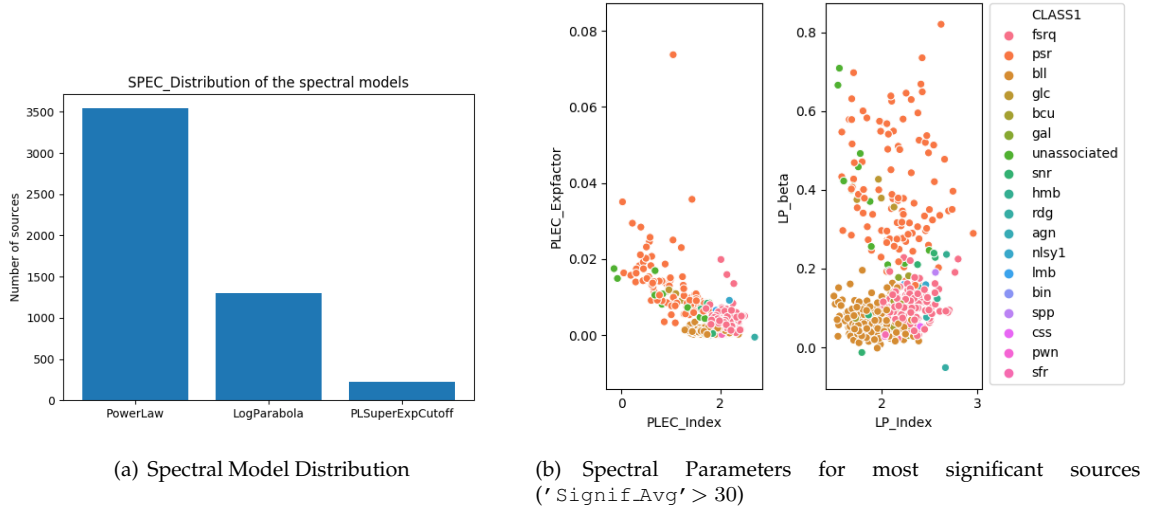 SPEC_Distribution of the spectral models
Number of sources
3500
3000
2500
2000
1500
1000
500
0
PowerLaw
LogParabola
PLSuperExpCutoff
(a) Spectral Model Distribution
PLEC_Expfactor
0.08
0.06
0.04
0.02
0.00
0
2
PLEC_Index
LP_beta
0.8
0.6
0.4
0.2
0.0
2
3
LP_Index
CLASS1
fsrq
psr
bll
glc
bcu
gal
unassociated
snr
hmb
rdg
agn
nlsy1
lmb
bin
spp
css
pwn
sfr
(b) Spectral Parameters for most significant sources
('Signif_Avg' > 30)